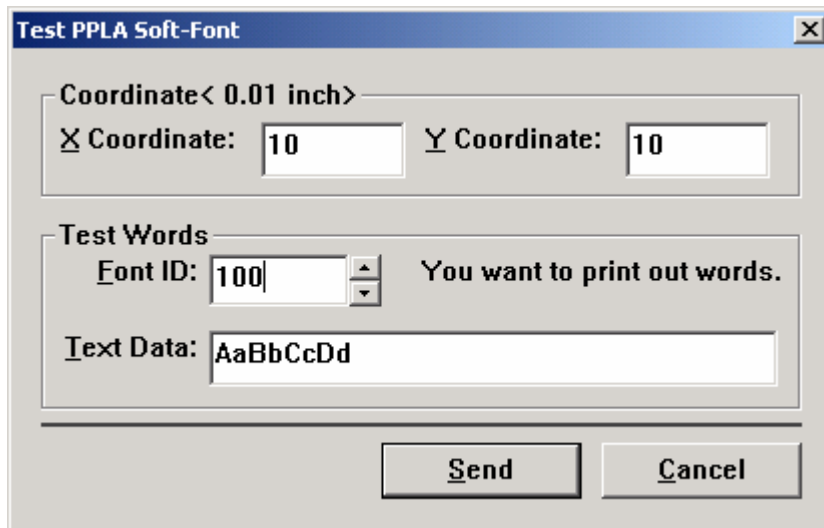 Test PPLA Soft-Font
Coordinate< 0.01 inch>
X Coordinate: 10 Y Coordinate: 10
Test Words
Font ID: 100 You want to print out words.
Text Data: AaBbCcDd
Send Cancel